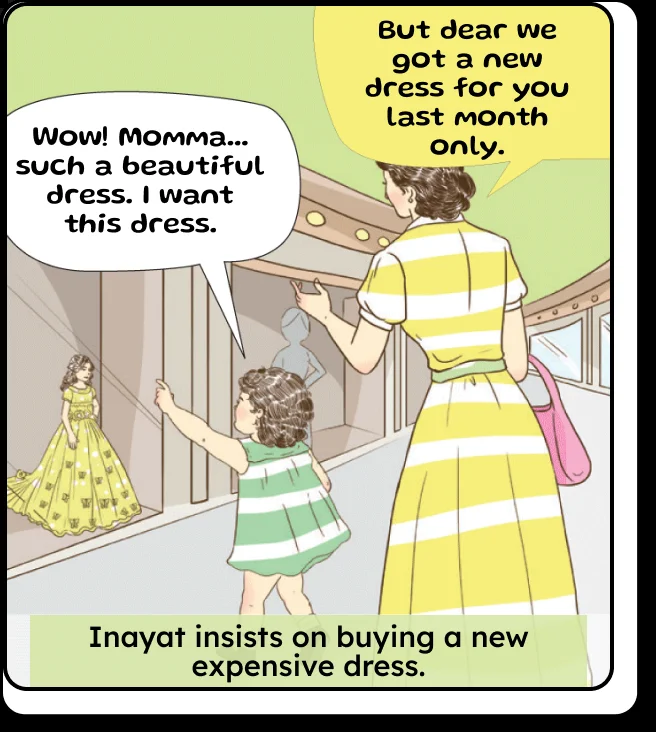 Wow! Momma...
such a beautiful
dress. I want
this dress.
But dear we
got a new
dress for you
last month
only.
Inayat insists on buying a new
expensive dress.